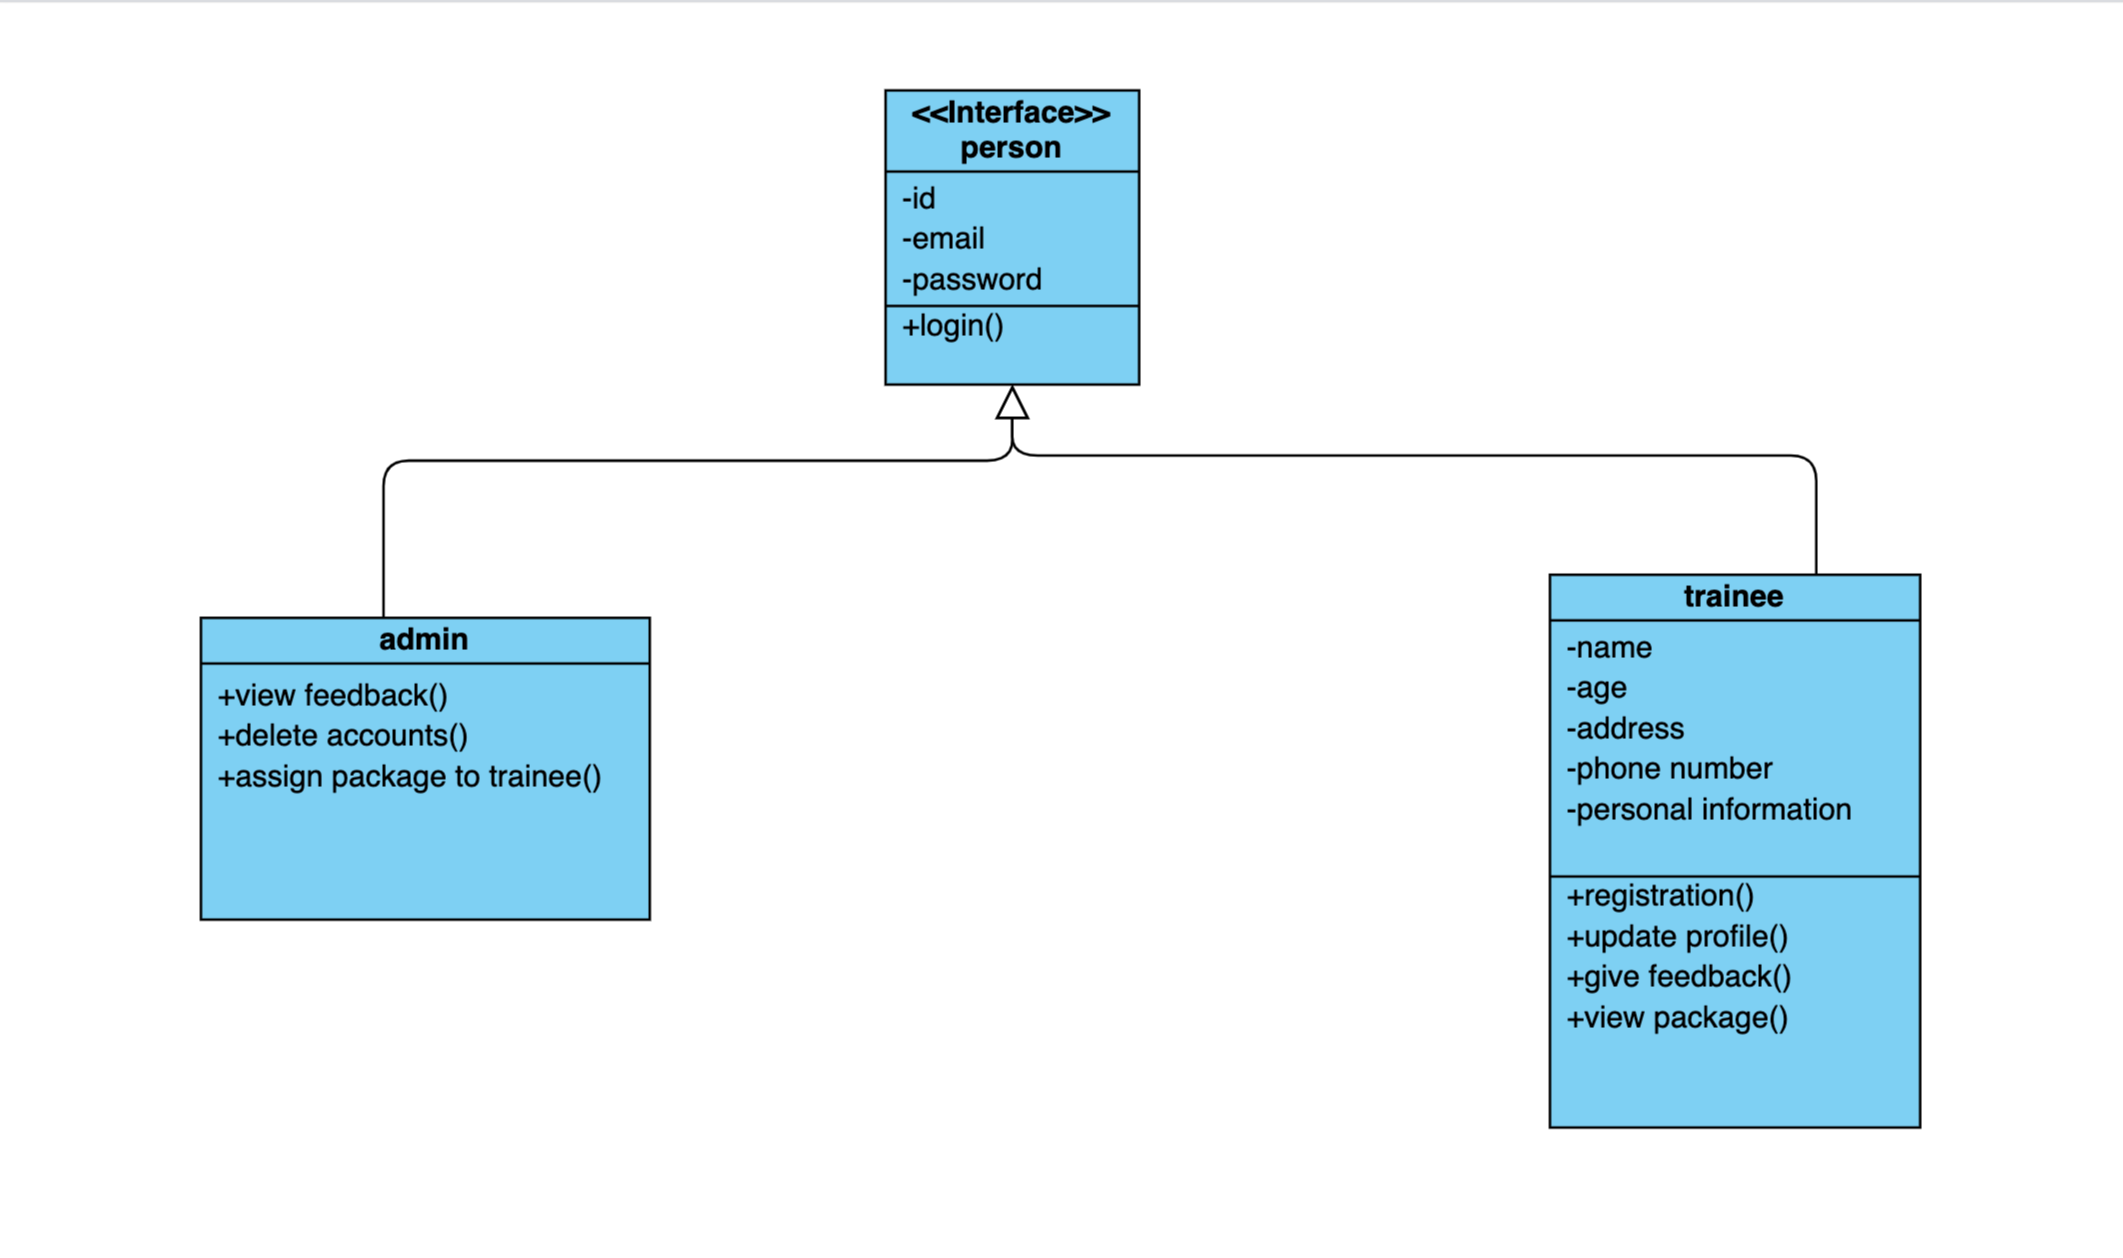 <<Interface>>
person
-id
-email
-password
+login()
admin
+view feedback()
+delete accounts()
+assign package to trainee()
trainee
-name
-age
-address
-phone number
-personal information
+registration()
+update profile()
+give feedback()
+view package()